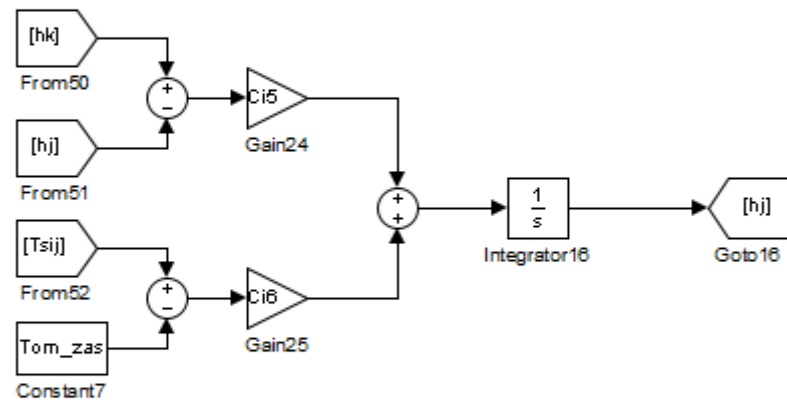 [hk]
From50
+
−
Ci5
Gain24
[hj]
From51
+
+
1
s
Integrator16
[hj]
Goto16
[Tsij]
From52
+
−
Ci6
Gain25
Tom_zas
Constant7